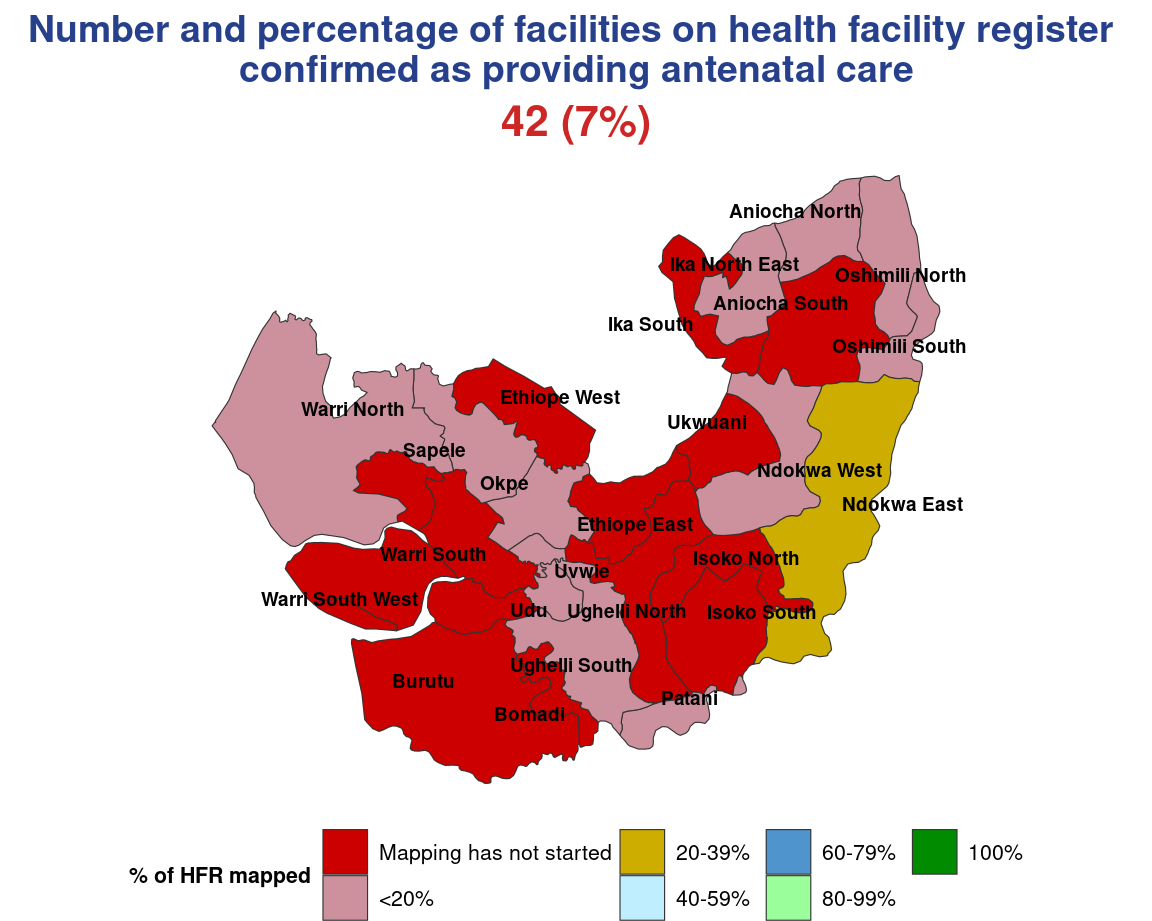 Number and percentage of facilities on health facility register
confirmed as providing antenatal care
42 (7%)
Aniocha North
Ika North East
Oshimili North
Aniocha South
Ika South
Oshimili South
Ethiope West
Warri North
Ukwuani
Sapele
Ndokwa West
Okpe
Ndokwa East
Ethiope East
Warri South
Isoko North
Uvwie
Warri South West
Udu
Ughelli North
Isoko South
Ughelli South
Burutu
Patani
Bomadi
% of HFR mapped
Mapping has not started
<20%
20-39%
40-59%
60-79%
80-99%
100%